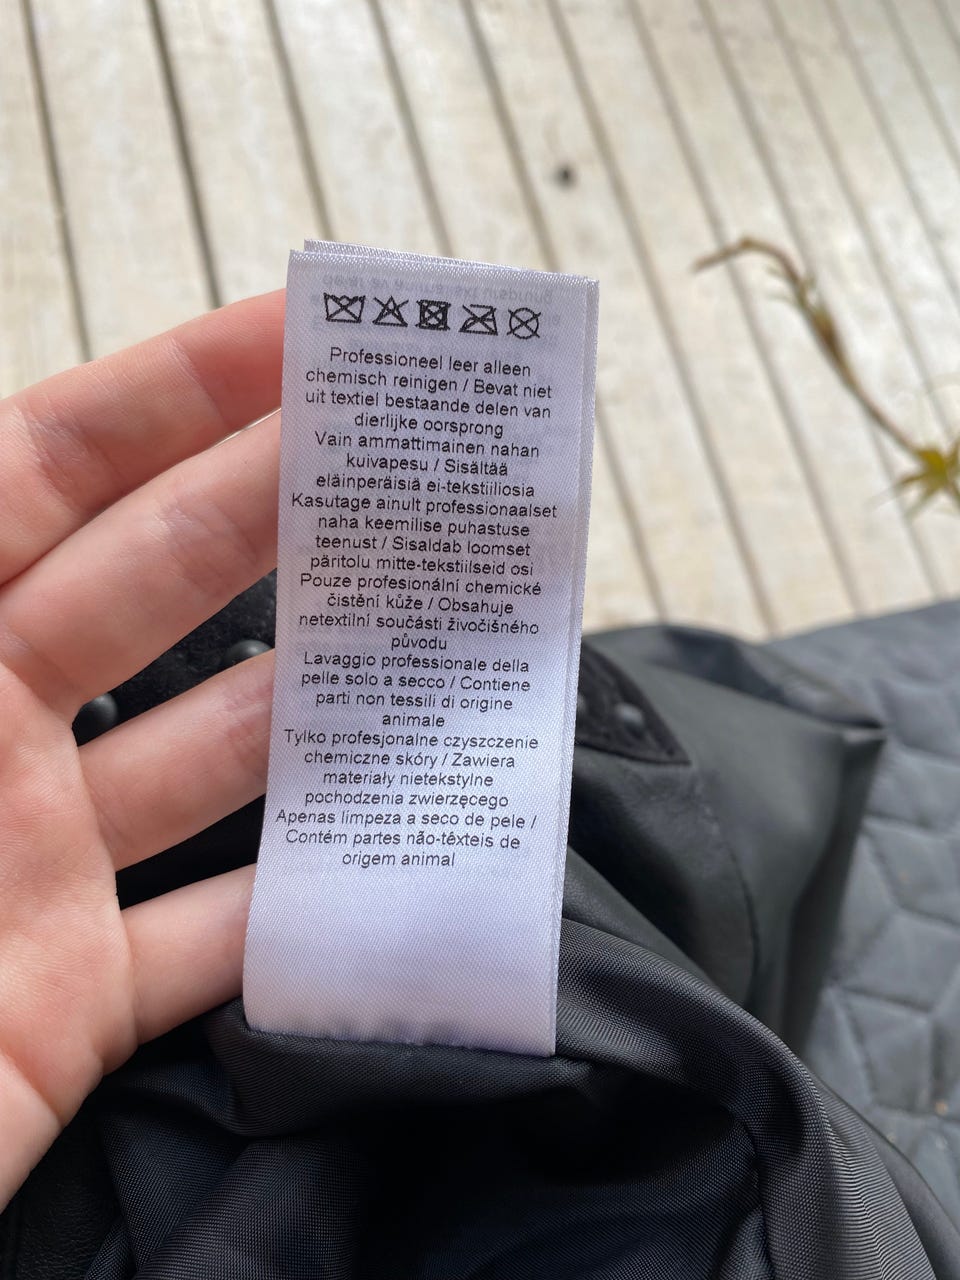 Professioneel leer alleen
chemisch reinigen / Bevat niet
uit textiel bestaande delen van
dierlijke oorsprong
Vain ammattimainen nahan
kuivapesu / Sisältää
eläinperäisiä ei-tekstiiliosia
Kasutage ainult professionaalset
naha keemilise puhastuse
teenust / Sisaldab loomset
päritolu mitte-tekstiilseid osi
Pouze profesionální chemické
čistění kůže / Obsahuje
netextilní součásti živočišného
původu
Lavaggio professionale della
pelle solo a secco / Contiene
parti non tessili di origine
animale
Tylko profesjonalne czyszczenie
chemiczne skóry / Zawiera
materiały nietekstylne
pochodzenia zwierzęcego
Apenas limpeza a seco de pele /
Contém partes não-têxteis de
origem animal